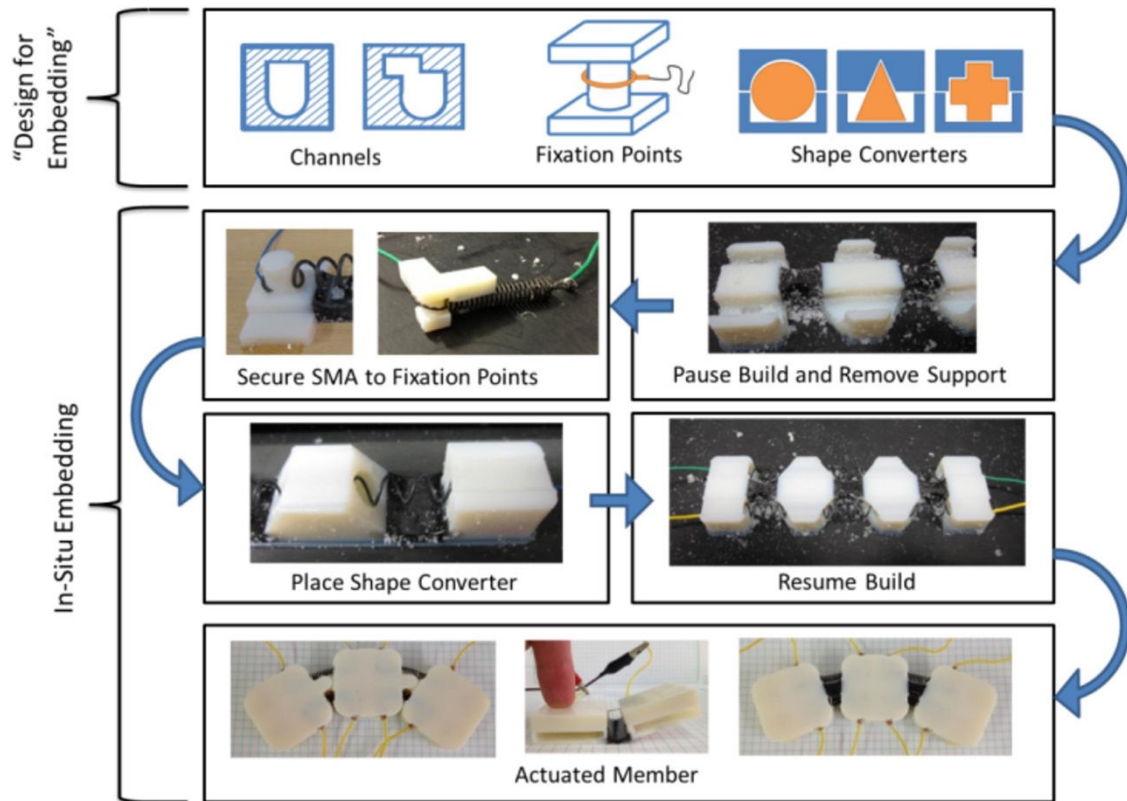 “Design for
Embedding”
Channels
Fixation Points
Shape Converters
In-Situ Embedding
Secure SMA to Fixation Points
Pause Build and Remove Support
Place Shape Converter
Resume Build
Actuated Member